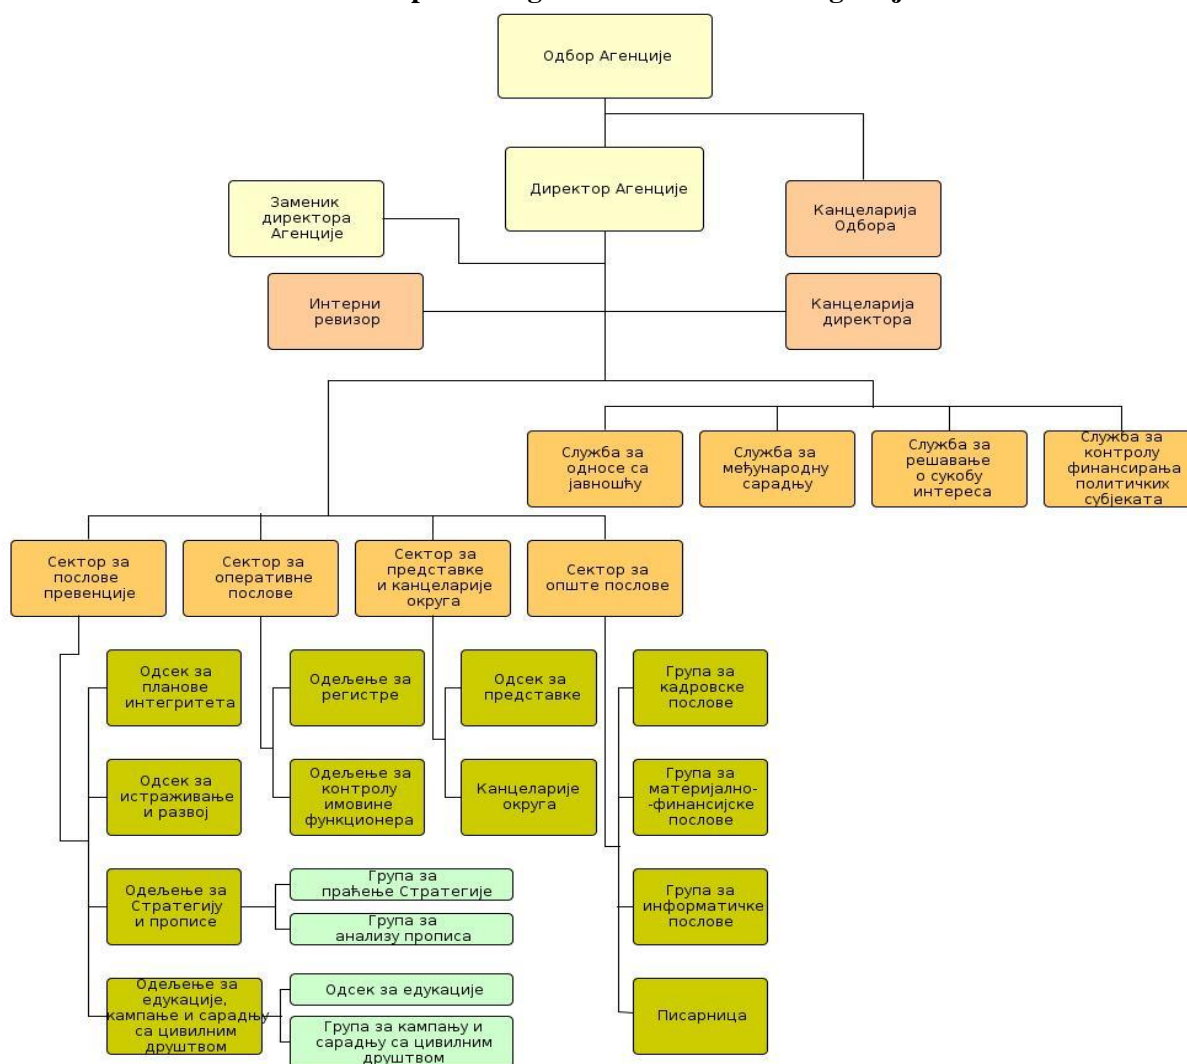 Одбор Агенције
Директор Агенције
Заменик
директора
Агенције
Канцеларија
Одбора
Интерни
ревизор
Канцеларија
директора
Служба за
односе са
јавношћу
Служба за
међународну
сарадњу
Служба за
решавање
о сукобу
интереса
Служба за
контролу
финансирања
политичких
субјеката
Сектор за
послове
превенције
Сектор за
оперативне
послове
Сектор за
представке
и канцеларије
округа
Сектор за
опште послове
Одсек за
планове
интегритета
Одељење за
регистре
Одсек за
представке
Група за
кадровске
послове
Одсек за
истраживање
и развој
Одељење за
контролу
имовине
функционера
Канцеларије
округа
Група за
материјално-
-финансијске
послове
Одељење за
Стратегију
и прописе
Група за
праћење Стратегије
Група за
анализу прописа
Група за
информатичке
послове
Одељење за
едукације,
кампање и сарадњу
са цивилним
друштвом
Одсек за едукације
Група за кампању и
сарадњу са цивилним
друштвом
Писарница